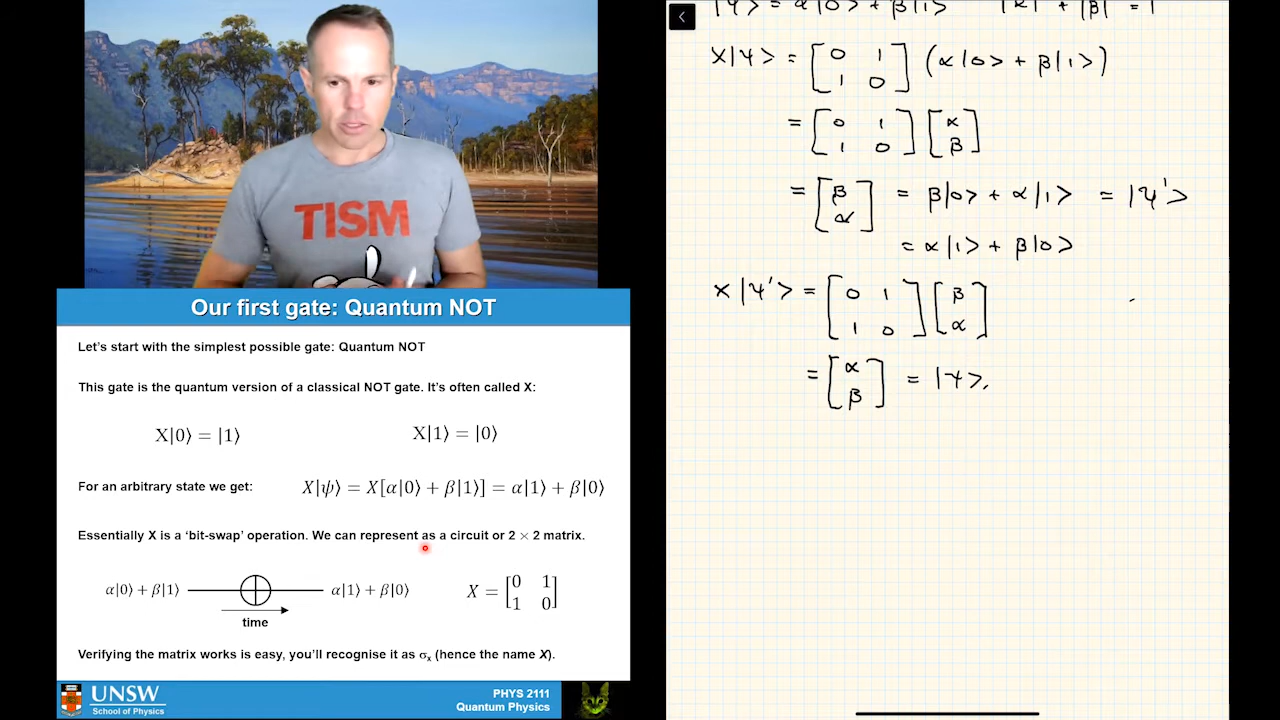 TISM
Our first gate: Quantum NOT
Let's start with the simplest possible gate: Quantum NOT
This gate is the quantum version of a classical NOT gate. It's often called X:
X|0⟩ = |1⟩ X|1⟩ = |0⟩
For an arbitrary state we get: X|ψ⟩ = X[α|0⟩ + β|1⟩] = α|1⟩ + β|0⟩
Essentially X is a 'bit-swap' operation. We can represent as a circuit or 2 × 2 matrix.
α|0⟩ + β|1⟩ α|1⟩ + β|0⟩ X = [0 1
1 0]
time
Verifying the matrix works is easy, you'll recognise it as σx (hence the name X).
UNSW
School of Physics
PHYS 2111
Quantum Physics
|ψ⟩ = α|0⟩ + β|1⟩ |α| + |β| = 1
X|ψ⟩ = [0 1
1 0] (α|0⟩ + β|1⟩)
= [0 1
1 0] [α
β]
= [β
α] = β|0⟩ + α|1⟩ = |ψ'⟩
= α|1⟩ + β|0⟩
X|ψ'⟩ = [0 1
1 0] [β
α]
= [α
β] = |ψ⟩.